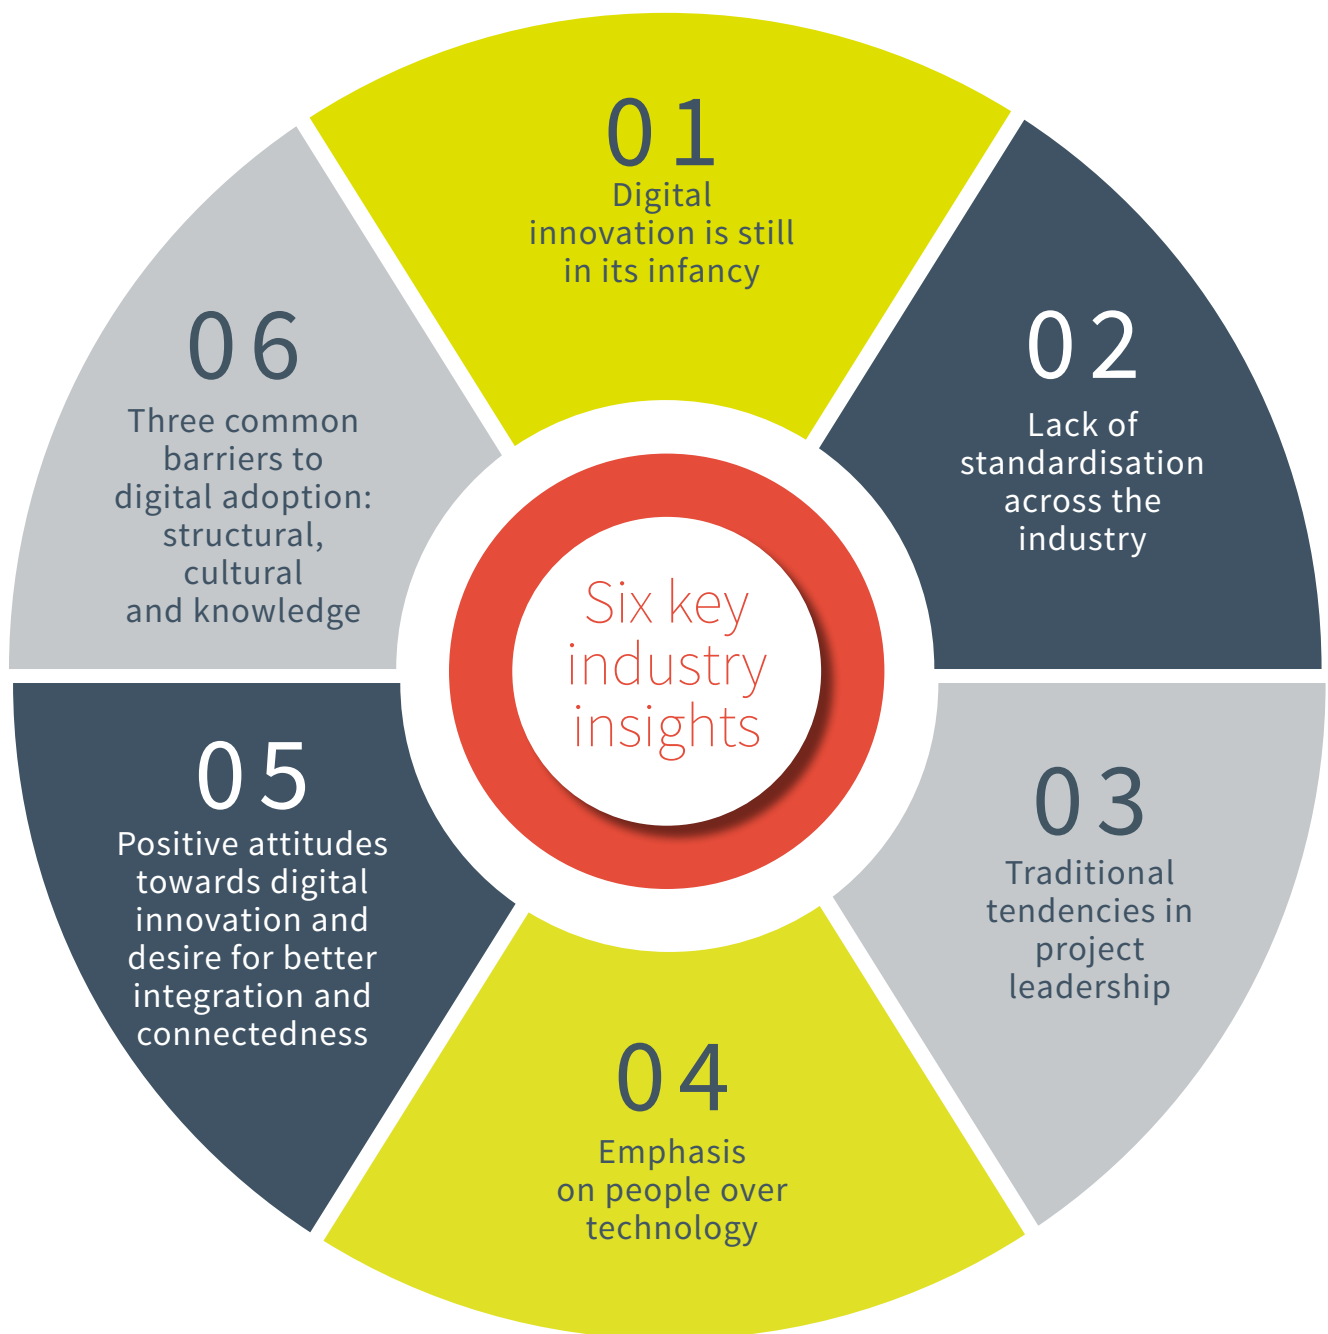 Six key
industry
insights
01
Digital
innovation is still
in its infancy
02
Lack of
standardisation
across the
industry
03
Traditional
tendencies in
project
leadership
04
Emphasis
on people over
technology
05
Positive attitudes
towards digital
innovation and
desire for better
integration and
connectedness
06
Three common
barriers to
digital adoption:
structural,
cultural
and knowledge